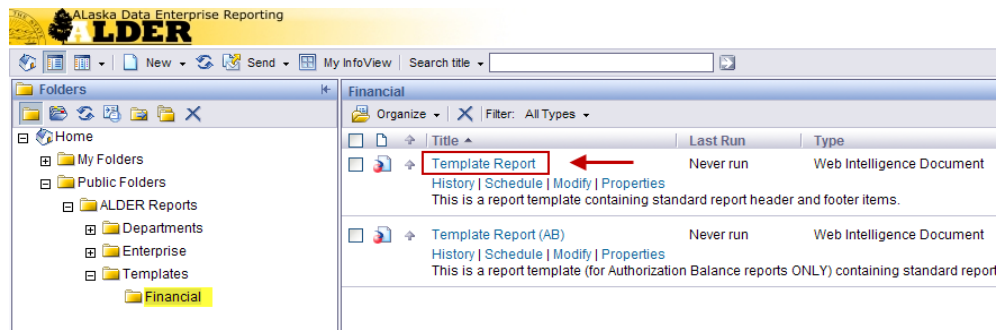 ALaska Data Enterprise Reporting
ALDER
New Send My InfoView Search title
Folders
Home
My Folders
Public Folders
ALDER Reports
Departments
Enterprise
Templates
Financial
Financial
Organize Filter: All Types
Title Last Run Type
Template Report Never run Web Intelligence Document
History | Schedule | Modify | Properties
This is a report template containing standard report header and footer items.
Template Report (AB) Never run Web Intelligence Document
History | Schedule | Modify | Properties
This is a report template (for Authorization Balance reports ONLY) containing standard report